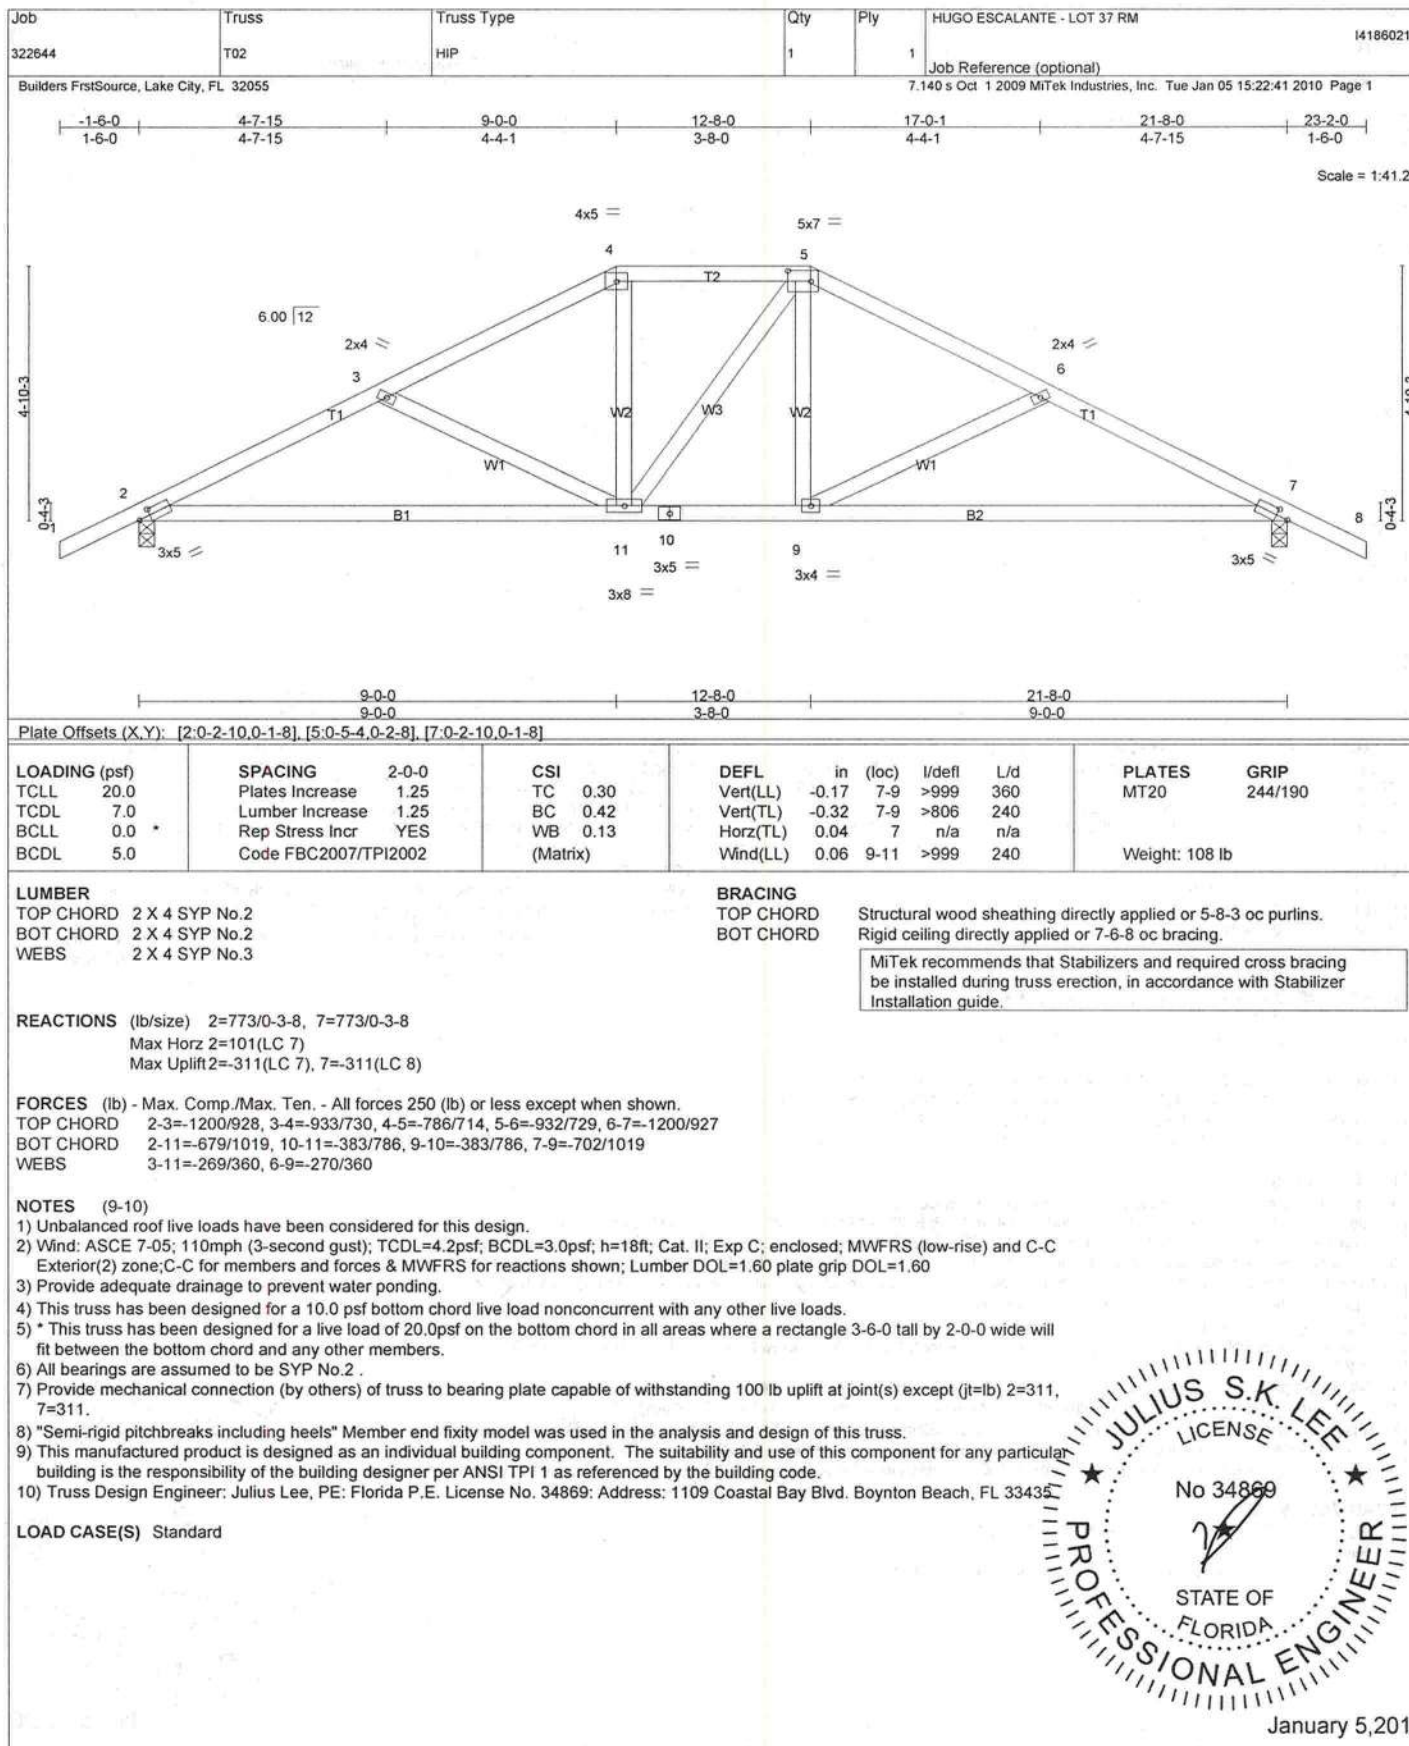 Job Truss Truss Type Qty Ply HUGO ESCALANTE - LOT 37 RM
I4186021
322644 T02 HIP 1 1
Job Reference (optional)
Builders FrstSource, Lake City, FL 32055 7.140 s Oct 1 2009 MiTek Industries, Inc. Tue Jan 05 15:22:41 2010 Page 1
-1-6-0 4-7-15 9-0-0 12-8-0 17-0-1 21-8-0 23-2-0
1-6-0 4-7-15 4-4-1 3-8-0 4-4-1 4-7-15 1-6-0
Scale = 1:41.2
4x5 =
5x7 =
4 5
T2
6.00 12
2x4 2x4
3 6
4-10-3
T1 W2 W3 W2 T1
W1 W1
2 7
0-4-3 0-4-3
1 B1 B2 8
3x5 11 10 9 3x5
3x5 =
3x4 =
3x8 =
9-0-0 12-8-0 21-8-0
9-0-0 3-8-0 9-0-0
Plate Offsets (X,Y): [2:0-2-10,0-1-8], [5:0-5-4,0-2-8], [7:0-2-10,0-1-8]
LOADING (psf) SPACING 2-0-0 CSI DEFL in (loc) l/defl L/d PLATES GRIP
TCLL 20.0 Plates Increase 1.25 TC 0.30 Vert(LL) -0.17 7-9 >999 360 MT20 244/190
TCDL 7.0 Lumber Increase 1.25 BC 0.42 Vert(TL) -0.32 7-9 >806 240
BCLL 0.0 * Rep Stress Incr YES WB 0.13 Horz(TL) 0.04 7 n/a n/a
BCDL 5.0 Code FBC2007/TPI2002 (Matrix) Wind(LL) 0.06 9-11 >999 240 Weight: 108 lb
LUMBER
TOP CHORD 2 X 4 SYP No.2
BOT CHORD 2 X 4 SYP No.2
WEBS 2 X 4 SYP No.3
BRACING
TOP CHORD Structural wood sheathing directly applied or 5-8-3 oc purlins.
BOT CHORD Rigid ceiling directly applied or 7-6-8 oc bracing.
MiTek recommends that Stabilizers and required cross bracing
be installed during truss erection, in accordance with Stabilizer
Installation guide.
REACTIONS (lb/size) 2=773/0-3-8, 7=773/0-3-8
Max Horz 2=101(LC 7)
Max Uplift2=-311(LC 7), 7=-311(LC 8)
FORCES (lb) - Max. Comp./Max. Ten. - All forces 250 (lb) or less except when shown.
TOP CHORD 2-3=-1200/928, 3-4=-933/730, 4-5=-786/714, 5-6=-932/729, 6-7=-1200/927
BOT CHORD 2-11=-679/1019, 10-11=-383/786, 9-10=-383/786, 7-9=-702/1019
WEBS 3-11=-269/360, 6-9=-270/360
NOTES (9-10)
1) Unbalanced roof live loads have been considered for this design.
2) Wind: ASCE 7-05; 110mph (3-second gust); TCDL=4.2psf; BCDL=3.0psf; h=18ft; Cat. II; Exp C; enclosed; MWFRS (low-rise) and C-C
Exterior(2) zone;C-C for members and forces & MWFRS for reactions shown; Lumber DOL=1.60 plate grip DOL=1.60
3) Provide adequate drainage to prevent water ponding.
4) This truss has been designed for a 10.0 psf bottom chord live load nonconcurrent with any other live loads.
5) * This truss has been designed for a live load of 20.0psf on the bottom chord in all areas where a rectangle 3-6-0 tall by 2-0-0 wide will
fit between the bottom chord and any other members.
6) All bearings are assumed to be SYP No.2 .
7) Provide mechanical connection (by others) of truss to bearing plate capable of withstanding 100 lb uplift at joint(s) except (jt=lb) 2=311,
7=311.
8) "Semi-rigid pitchbreaks including heels" Member end fixity model was used in the analysis and design of this truss.
9) This manufactured product is designed as an individual building component. The suitability and use of this component for any particular
building is the responsibility of the building designer per ANSI TPI 1 as referenced by the building code.
10) Truss Design Engineer: Julius Lee, PE: Florida P.E. License No. 34869: Address: 1109 Coastal Bay Blvd. Boynton Beach, FL 33435
LOAD CASE(S) Standard
JULIUS S.K. LEE
LICENSE
No 34869
STATE OF
FLORIDA
PROFESSIONAL ENGINEER
January 5,201